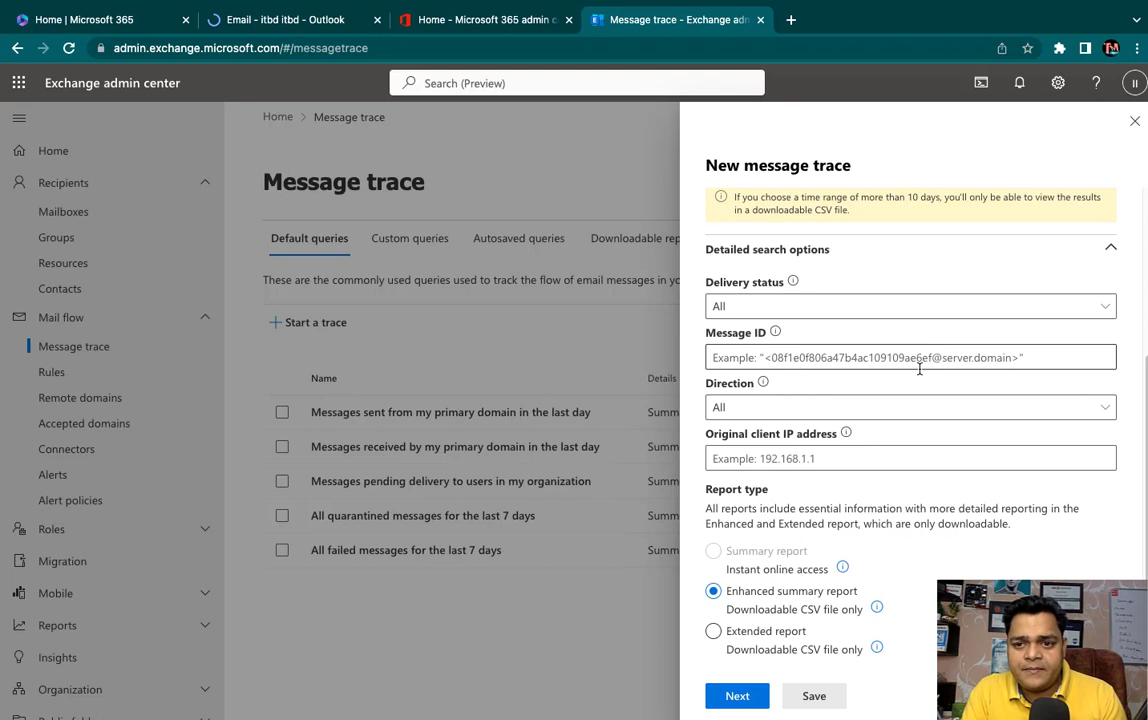 Home | Microsoft 365
Email - itbd itbd - Outlook
Home - Microsoft 365 admin c
Message trace - Exchange adm
admin.exchange.microsoft.com/#/messagetrace
Exchange admin center
Search (Preview)
II
Home
Recipients
Mailboxes
Groups
Resources
Contacts
Mail flow
Message trace
Rules
Remote domains
Accepted domains
Connectors
Alerts
Alert policies
Roles
Migration
Mobile
Reports
Insights
Organization
Home > Message trace
Message trace
Default queries
Custom queries
Autosaved queries
Downloadable rep
These are the commonly used queries used to track the flow of email messages in yo
+ Start a trace
Name
Details
Messages sent from my primary domain in the last day
Summ
Messages received by my primary domain in the last day
Summ
Messages pending delivery to users in my organization
Summ
All quarantined messages for the last 7 days
Summ
All failed messages for the last 7 days
Summ
New message trace
If you choose a time range of more than 10 days, you'll only be able to view the results
in a downloadable CSV file.
Detailed search options
Delivery status
All
Message ID
Example: "<08f1e0f806a47b4ac109109ae6ef@server.domain>"
Direction
All
Original client IP address
Example: 192.168.1.1
Report type
All reports include essential information with more detailed reporting in the
Enhanced and Extended report, which are only downloadable.
Summary report
Instant online access
Enhanced summary report
Downloadable CSV file only
Extended report
Downloadable CSV file only
Next
Save